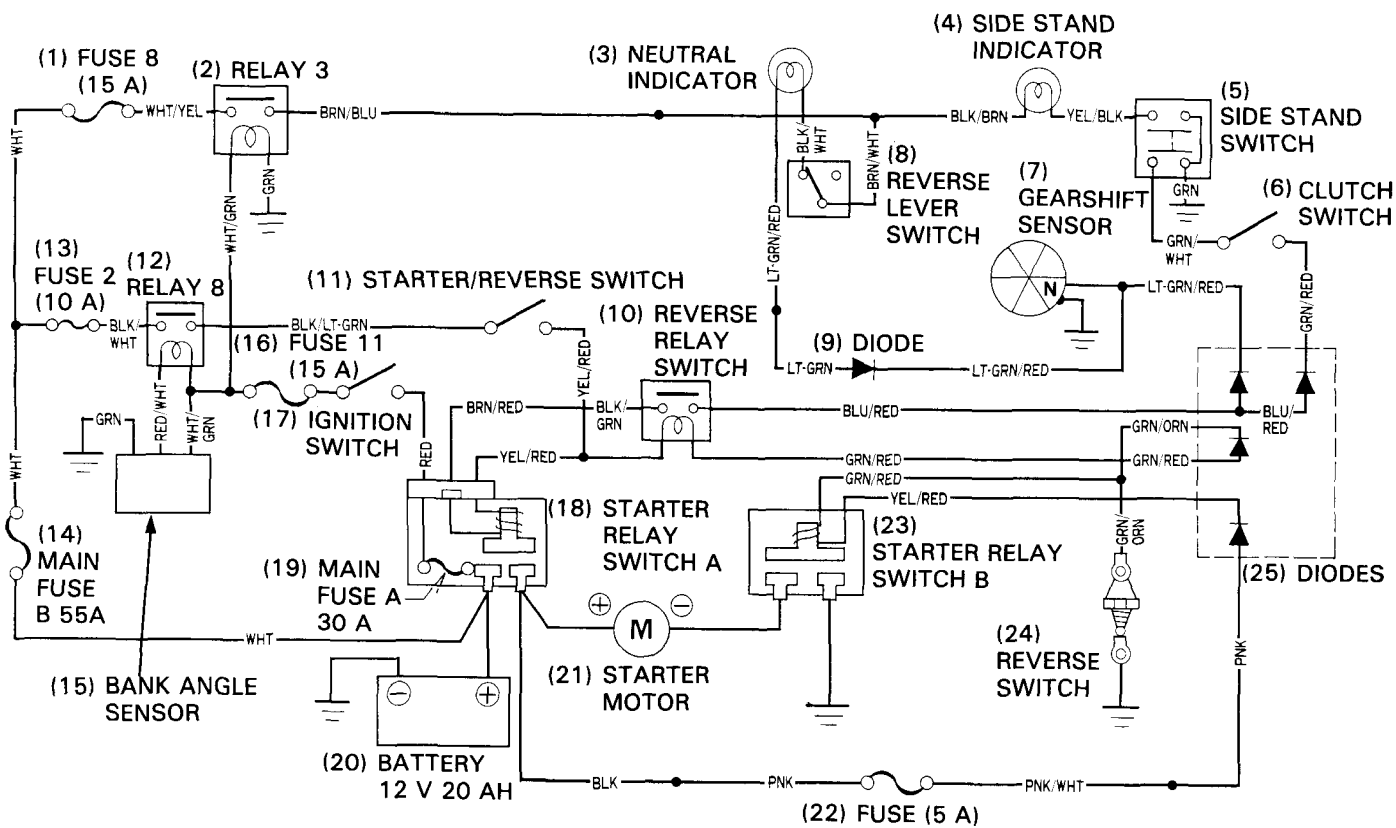 (1) FUSE 8
(15 A)
(2) RELAY 3
(3) NEUTRAL
INDICATOR
(4) SIDE STAND
INDICATOR
(5)
SIDE STAND
SWITCH
WHT/YEL
BRN/BLU
BLK/BRN
YEL/BLK
WHT
BLK/
WHT
BRN/WHT
(8)
REVERSE
LEVER
SWITCH
(7)
GEARSHIFT
SENSOR
GRN
(6) CLUTCH
SWITCH
GRN
WHT/GRN
LT-GRN/RED
GRN/
WHT
N
LT-GRN/RED
GRN/RED
(13)
FUSE 2
(10 A)
(12)
RELAY 8
(11) STARTER/REVERSE SWITCH
BLK/
WHT
BLK/LT-GRN
(10) REVERSE
RELAY
SWITCH
(9) DIODE
LT-GRN
LT-GRN/RED
(16) FUSE 11
(15 A)
YEL/RED
(17) IGNITION
SWITCH
RED/WHT
WHT/
GRN
GRN
BRN/RED
BLK/
GRN
BLU/RED
BLU/
RED
GRN/ORN
RED
YEL/RED
GRN/RED
GRN/RED
GRN/RED
YEL/RED
WHT
(14)
MAIN
FUSE
B 55A
(18) STARTER
RELAY
SWITCH A
(23)
STARTER RELAY
SWITCH B
GRN/
ORN
(25) DIODES
(19) MAIN
FUSE A
30 A
WHT
+
M
−
(21) STARTER
MOTOR
(24)
REVERSE
SWITCH
PNK
(15) BANK ANGLE
SENSOR
−
+
(20) BATTERY
12 V 20 AH
BLK
PNK
PNK/WHT
(22) FUSE (5 A)